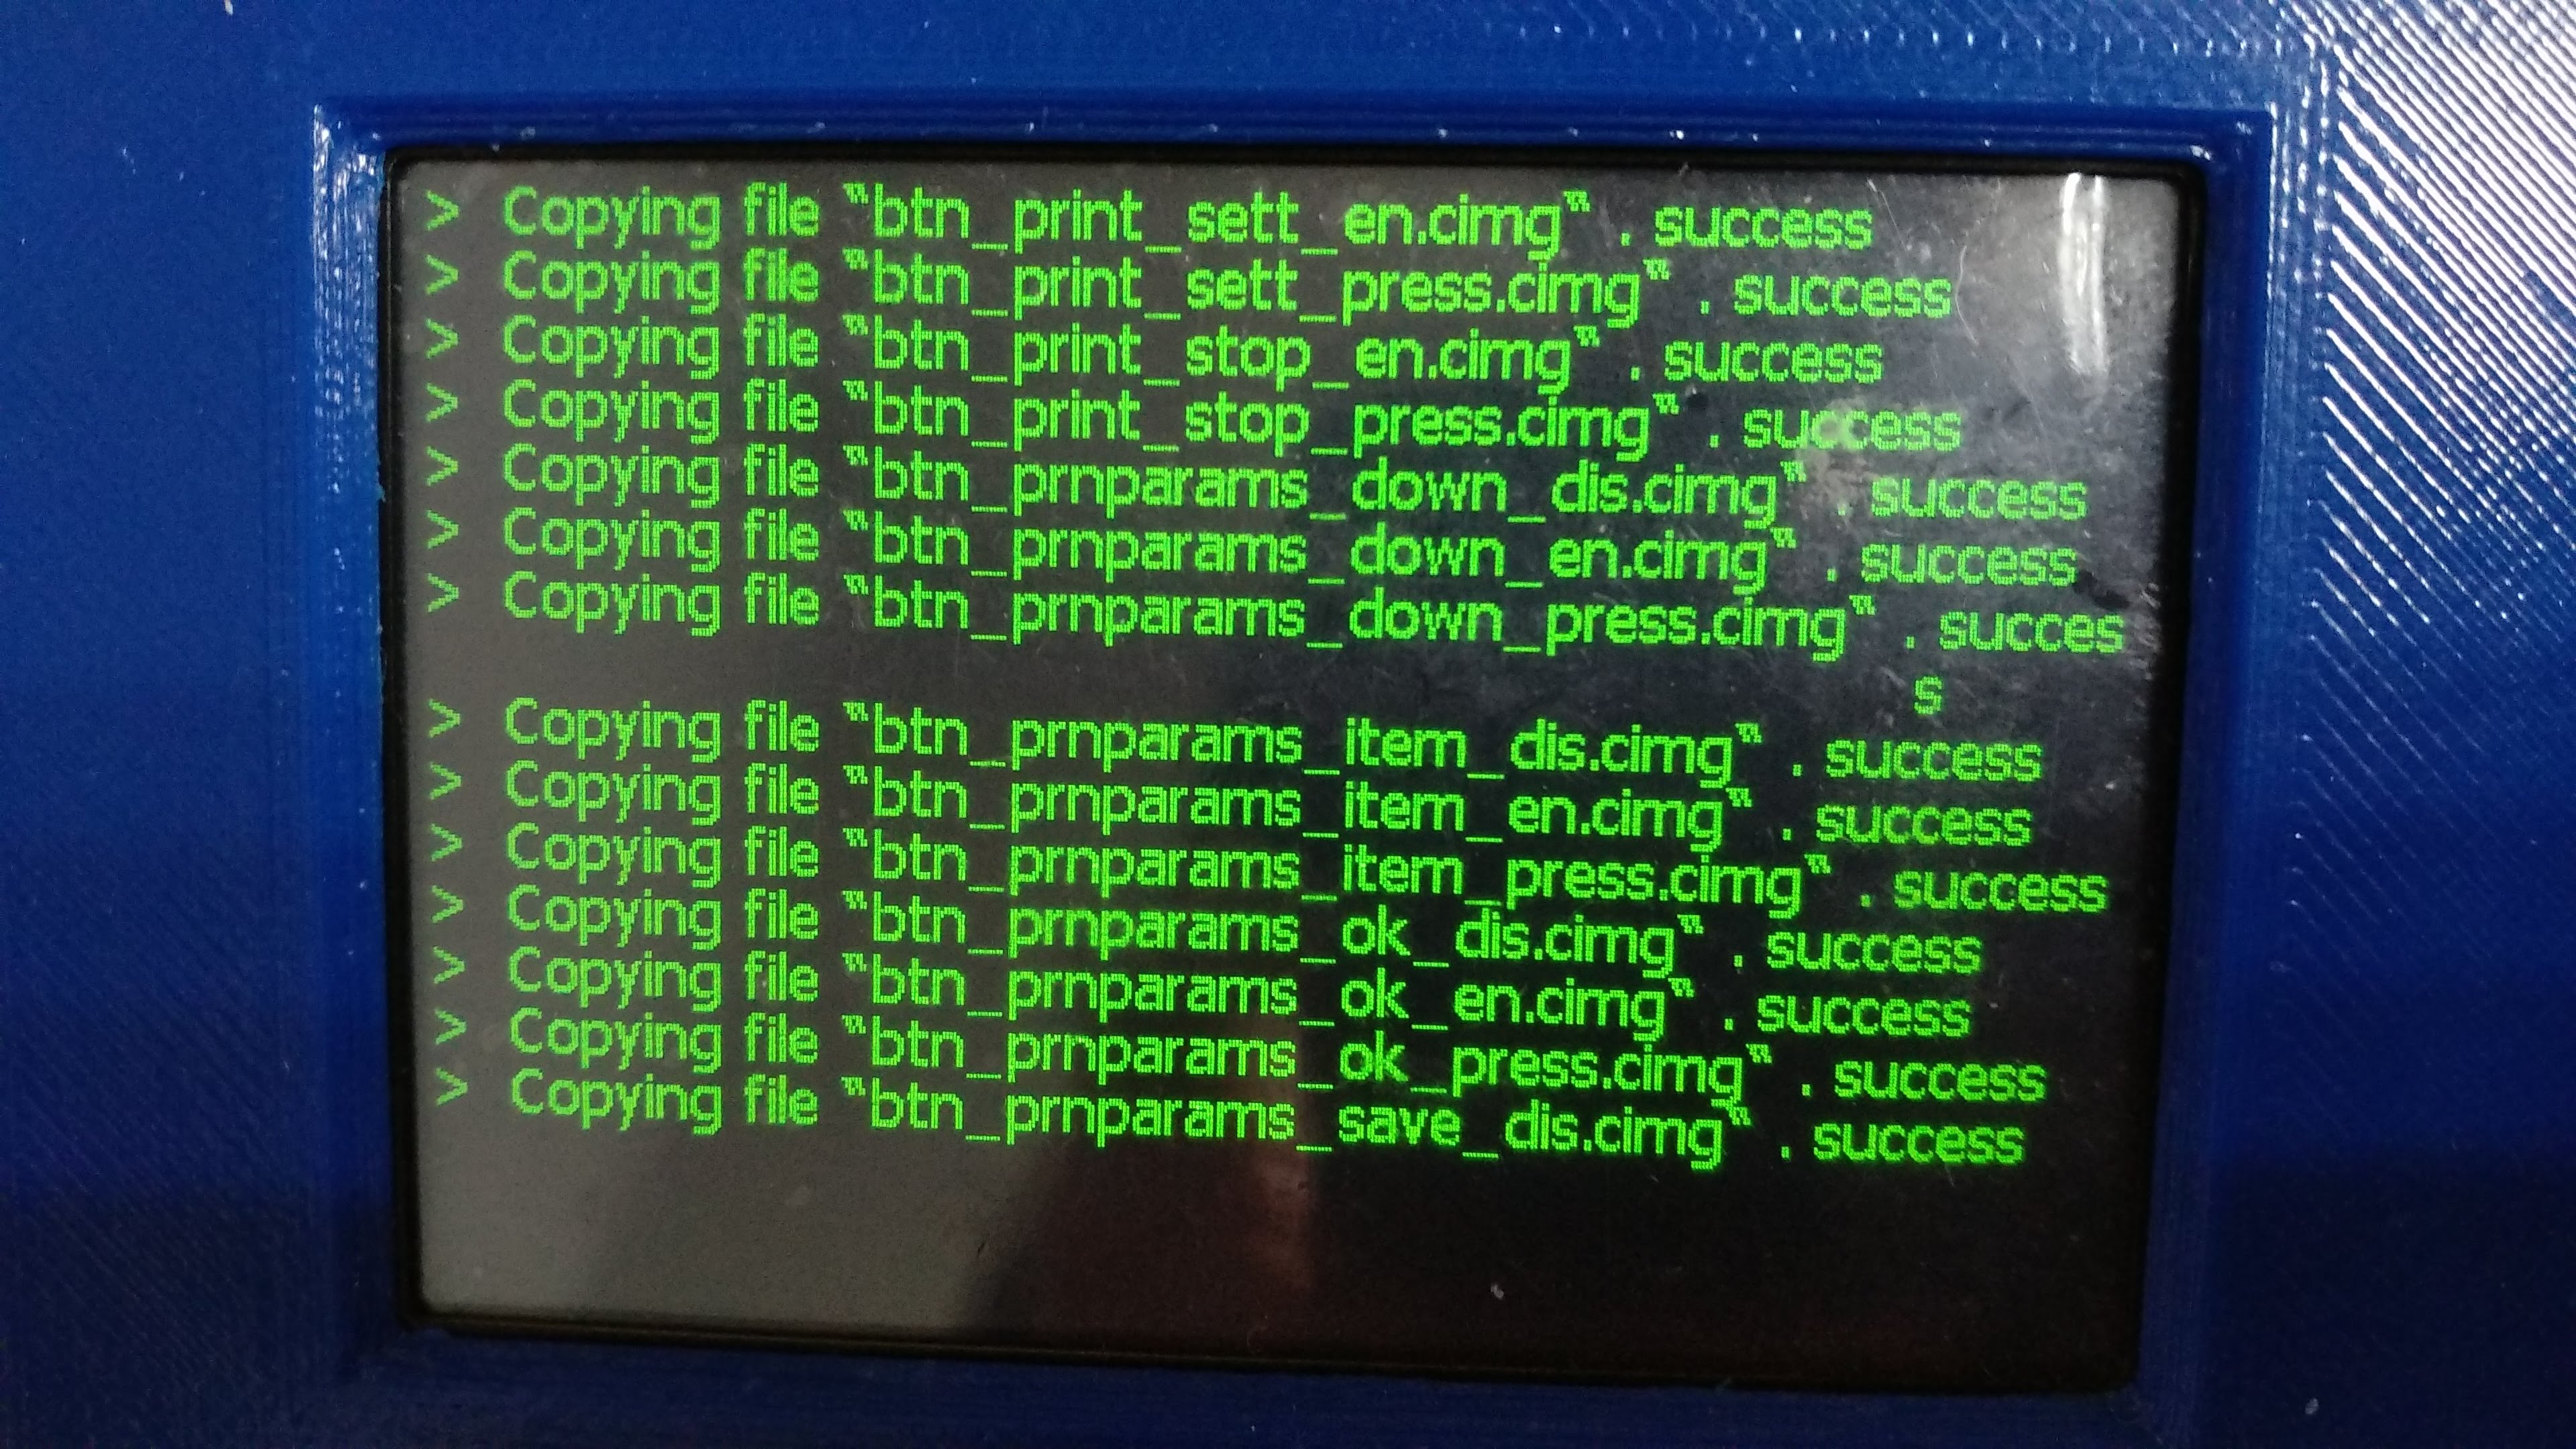 > Copying file "btn_print_sett_en.cimg" . success
> Copying file "btn_print_sett_press.cimg" . success
> Copying file "btn_print_stop_en.cimg" . success
> Copying file "btn_print_stop_press.cimg" . success
> Copying file "btn_prnparams_down_dis.cimg" . success
> Copying file "btn_prnparams_down_en.cimg" . success
> Copying file "btn_prnparams_down_press.cimg" . succes
s
> Copying file "btn_prnparams_item_dis.cimg" . success
> Copying file "btn_prnparams_item_en.cimg" . success
> Copying file "btn_prnparams_item_press.cimg" . success
> Copying file "btn_prnparams_ok_dis.cimg" . success
> Copying file "btn_prnparams_ok_en.cimg" . success
> Copying file "btn_prnparams_ok_press.cimg" . success
> Copying file "btn_prnparams_save_dis.cimg" . success